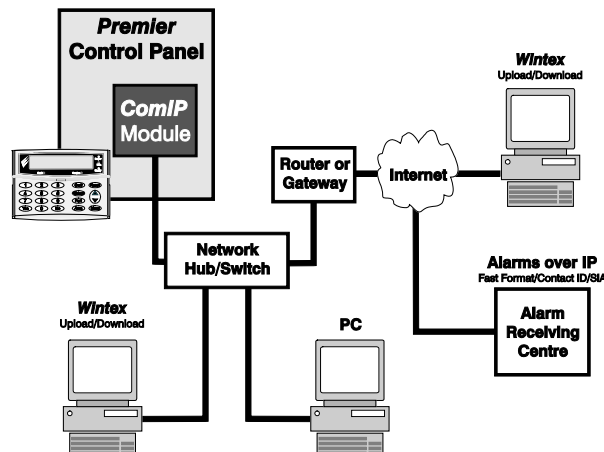 Premier
Control Panel
ComIP
Module
Wintex
Upload/Download
Router or
Gateway
Internet
Network
Hub/Switch
Alarms over IP
Fast Format/Contact ID/SIA
Alarm
Receiving
Centre
Wintex
Upload/Download
PC